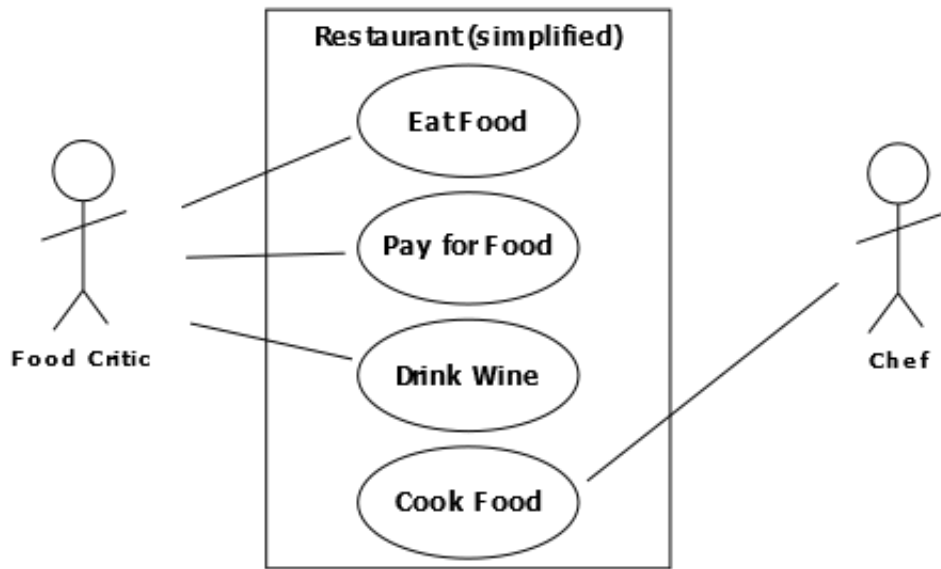 Restaurant (simplified)
Eat Food
Pay for Food
Drink Wine
Cook Food
Food Critic
Chef